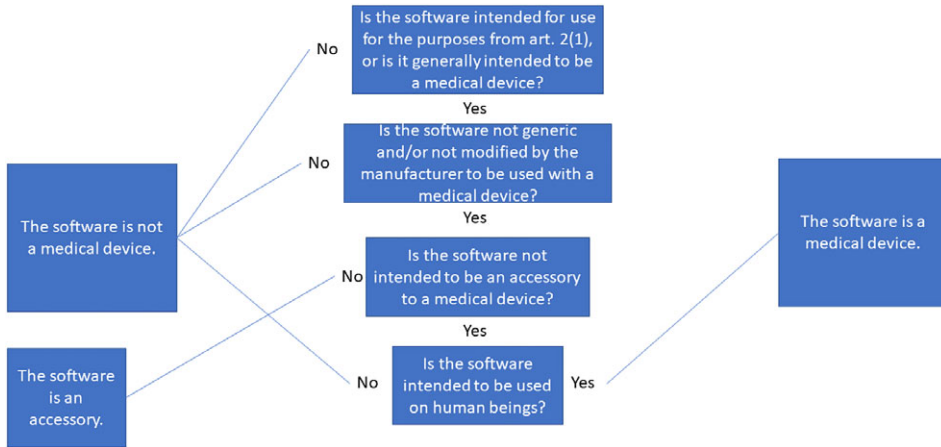 Is the software intended for use
for the purposes from art. 2(1),
or is it generally intended to be
a medical device?
No
Yes
Is the software not generic
and/or not modified by the
manufacturer to be used with a
medical device?
No
Yes
The software is not
a medical device.
The software is a
medical device.
Is the software not
intended to be an accessory
to a medical device?
No
Yes
The software
is an
accessory.
No
Is the software
intended to be used
on human beings?
Yes